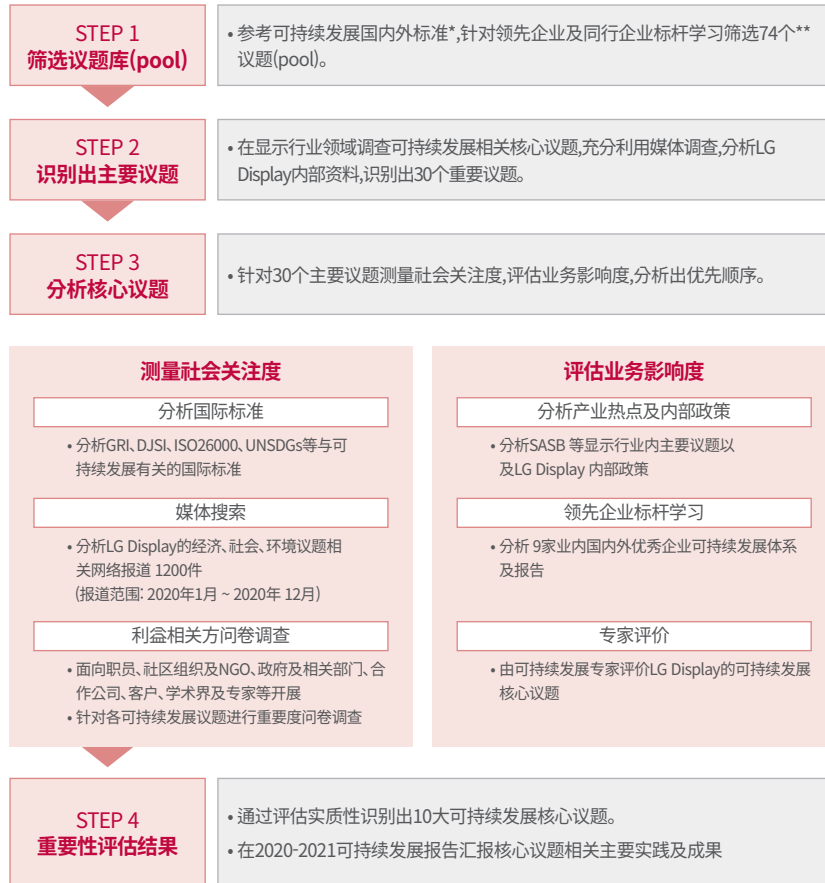 STEP 1
筛选议题库(pool)
• 参考可持续发展国内外标准*,针对领先企业及同行企业标杆学习筛选74个**
议题(pool)。
STEP 2
识别出主要议题
• 在显示行业领域调查可持续发展相关核心议题,充分利用媒体调查,分析LG
Display内部资料,识别出30个重要议题。
STEP 3
分析核心议题
• 针对30个主要议题测量社会关注度,评估业务影响度,分析出优先顺序。
测量社会关注度
分析国际标准
• 分析GRI、DJSI、ISO26000、UNSDGs等与可
持续发展有关的国际标准
媒体搜索
• 分析LG Display的经济、社会、环境议题相
关网络报道 1200件
(报道范围: 2020年1月 ~ 2020年 12月)
利益相关方问卷调查
• 面向职员、社区组织及NGO、政府及相关部门、合
作公司、客户、学术界及专家等开展
• 针对各可持续发展议题进行重要度问卷调查
评估业务影响度
分析产业热点及内部政策
• 分析SASB 等显示行业内主要议题以
及LG Display 内部政策
领先企业标杆学习
• 分析 9家业内国内外优秀企业可持续发展体系
及报告
专家评价
• 由可持续发展专家评价LG Display的可持续发展
核心议题
STEP 4
重要性评估结果
• 通过评估实质性识别出10大可持续发展核心议题。
• 在2020-2021可持续发展报告汇报核心议题相关主要实践及成果